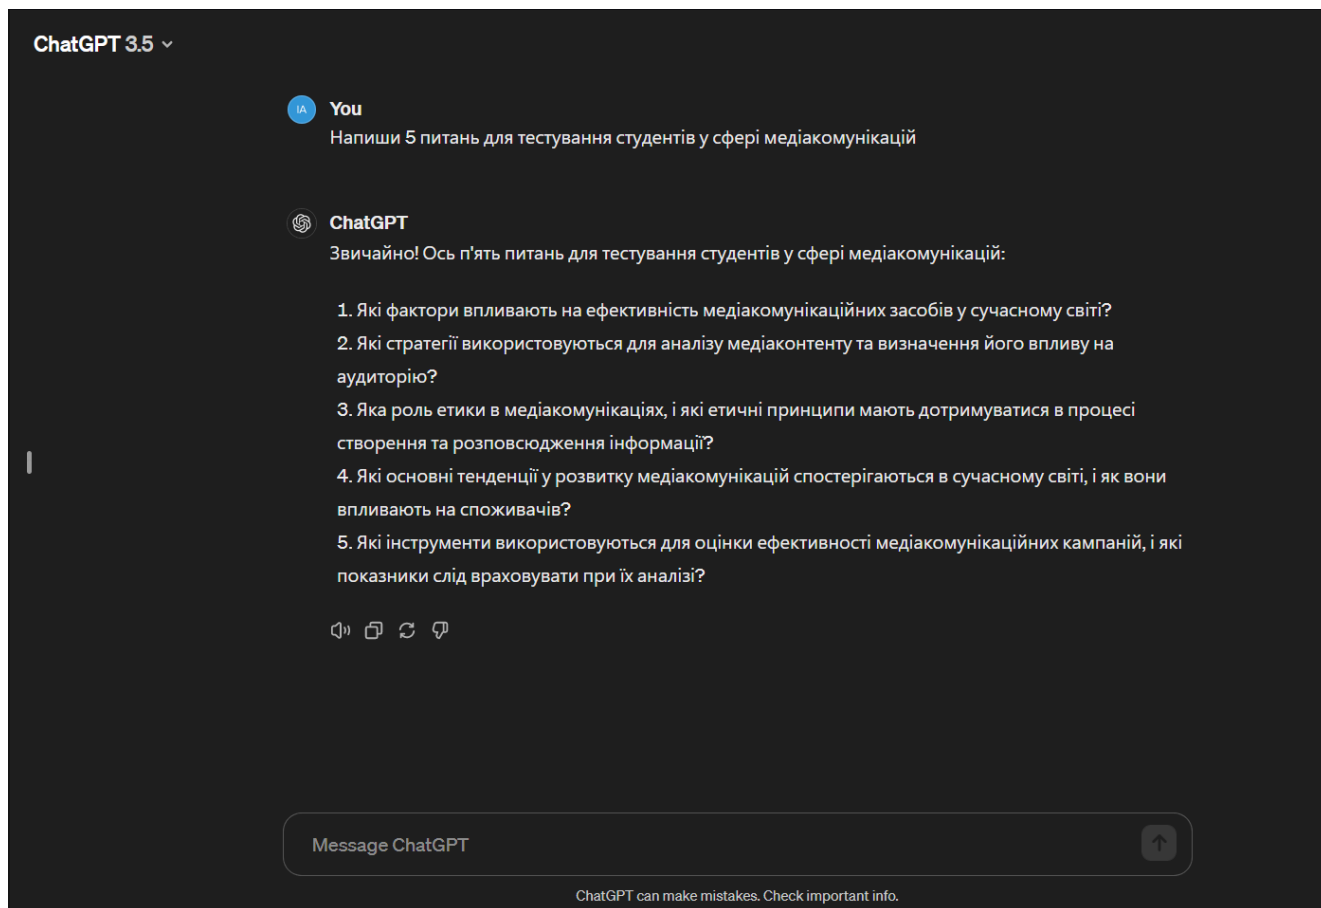 ChatGPT 3.5
IA
You
Напиши 5 питань для тестування студентів у сфері медіакомунікацій
ChatGPT
Звичайно! Ось п'ять питань для тестування студентів у сфері медіакомунікацій:
1. Які фактори впливають на ефективність медіакомунікаційних засобів у сучасному світі?
2. Які стратегії використовуються для аналізу медіаконтенту та визначення його впливу на
аудиторію?
3. Яка роль етики в медіакомунікаціях, і які етичні принципи мають дотримуватися в процесі
створення та розповсюдження інформації?
4. Які основні тенденції у розвитку медіакомунікацій спостерігаються в сучасному світі, і як вони
впливають на споживачів?
5. Які інструменти використовуються для оцінки ефективності медіакомунікаційних кампаній, і які
показники слід враховувати при їх аналізі?
Message ChatGPT
ChatGPT can make mistakes. Check important info.